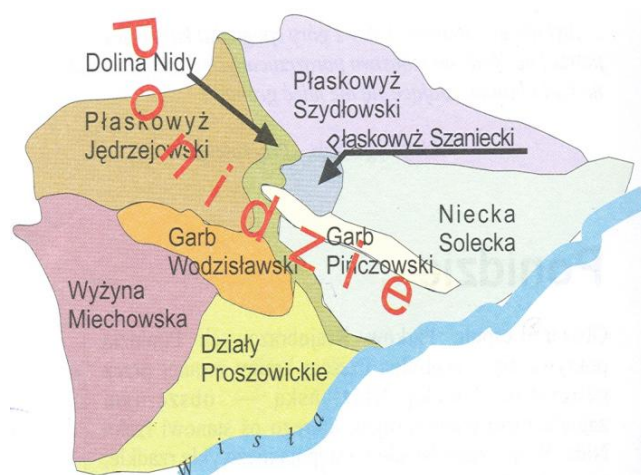 Ponidzie
Dolina Nidy
Płaskowyż
Szydłowski
Płaskowyż Szaniecki
Płaskowyż
Jędrzejowski
Niecka
Solecka
Garb
Wodzisławski
Garb
Pińczowski
Wyżyna
Miechowska
Działy
Proszowickie
Wisła